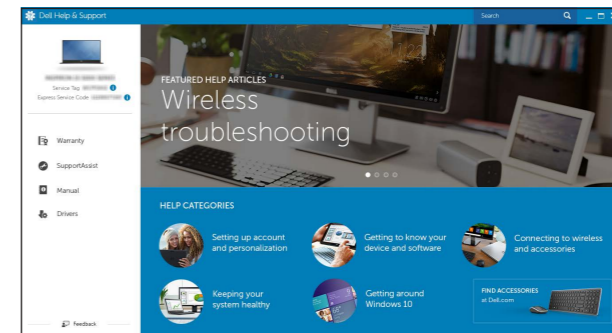 Dell Help & Support
Search
Service Tag:
Express Service Code:
Warranty
SupportAssist
Manual
Drivers
Feedback
FEATURED HELP ARTICLES
Wireless
troubleshooting
HELP CATEGORIES
Setting up account
and personalization
Getting to know your
device and software
Connecting to wireless
and accessories
Keeping your
system healthy
Getting around
Windows 10
FIND ACCESSORIES
at Dell.com